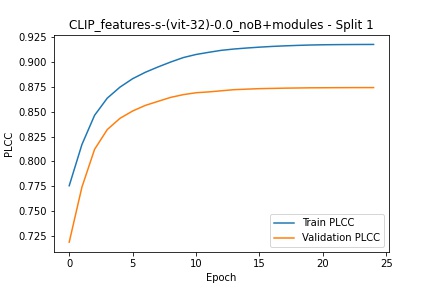 CLIP_features-s-(vit-32)-0.0_noB+modules - Split 1
0.925
0.900
0.875
0.850
0.825
0.800
0.775
0.750
0.725
PLCC
Train PLCC
Validation PLCC
0 5 10 15 20 25
Epoch